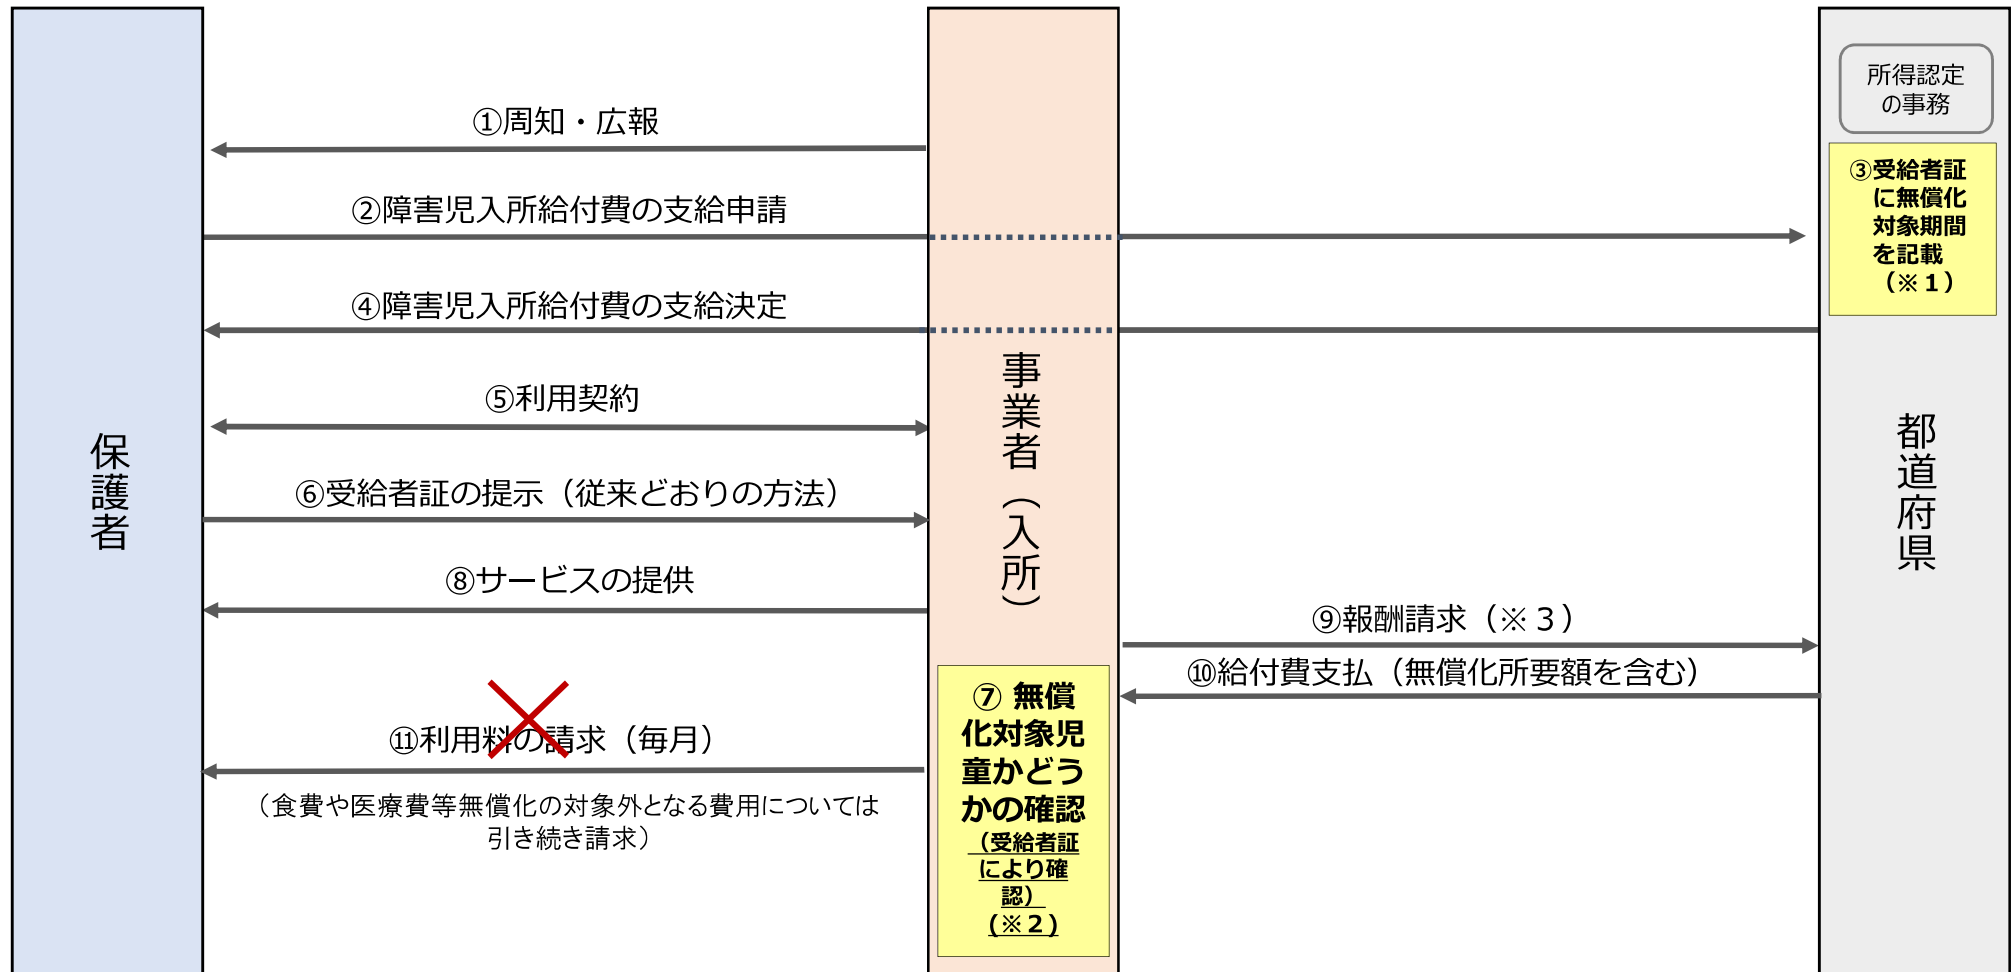 所得認定
の事務
①周知・広報
③受給者証
に無償化
対象期間
を記載
（※１）
②障害児入所給付費の支給申請
④障害児入所給付費の支給決定
⑤利用契約
⑥受給者証の提示（従来どおりの方法）
⑧サービスの提供
保護者
事業者（入所）
都道府県
⑨報酬請求（※３）
⑩給付費支払（無償化所要額を含む）
⑦ 無償
化対象児
童かどう
かの確認
（受給者証
により確
認）
(※２)
⑪利用料の請求（毎月）
（食費や医療費等無償化の対象外となる費用については
引き続き請求）